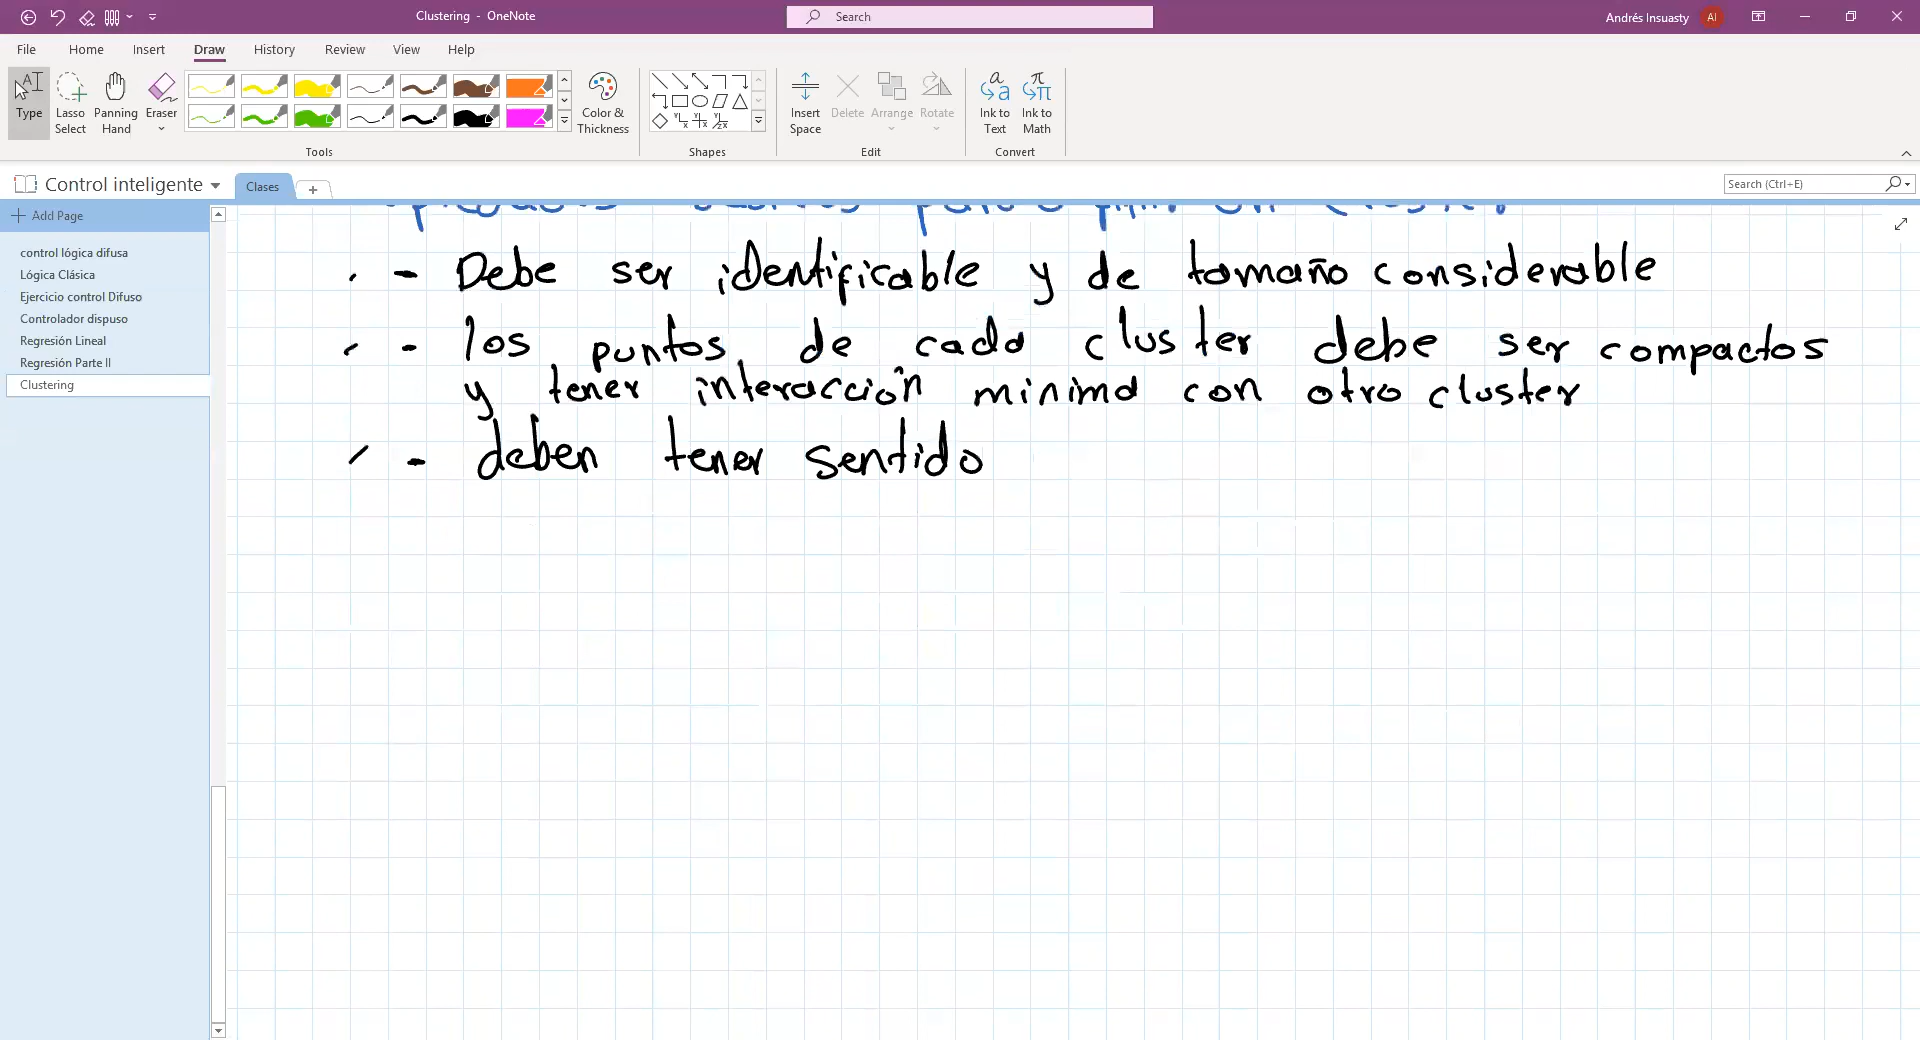 Clustering - OneNote
Search
Andrés Insuasty
AI
File Home Insert Draw History Review View Help
Type
Lasso Select
Panning Hand
Eraser
Color & Thickness
Insert Space
Delete
Arrange
Rotate
Ink to Text
Ink to Math
Tools
Shapes
Edit
Convert
Control inteligente
Clases
Search (Ctrl+E)
Add Page
control lógica difusa
Lógica Clásica
Ejercicio control Difuso
Controlador dispuso
Regresión Lineal
Regresión Parte II
Clustering
- Debe ser identificable y de tamaño considerable
- los puntos de cada cluster debe ser compactos
y tener interacción minima con otro cluster
- deben tener sentido